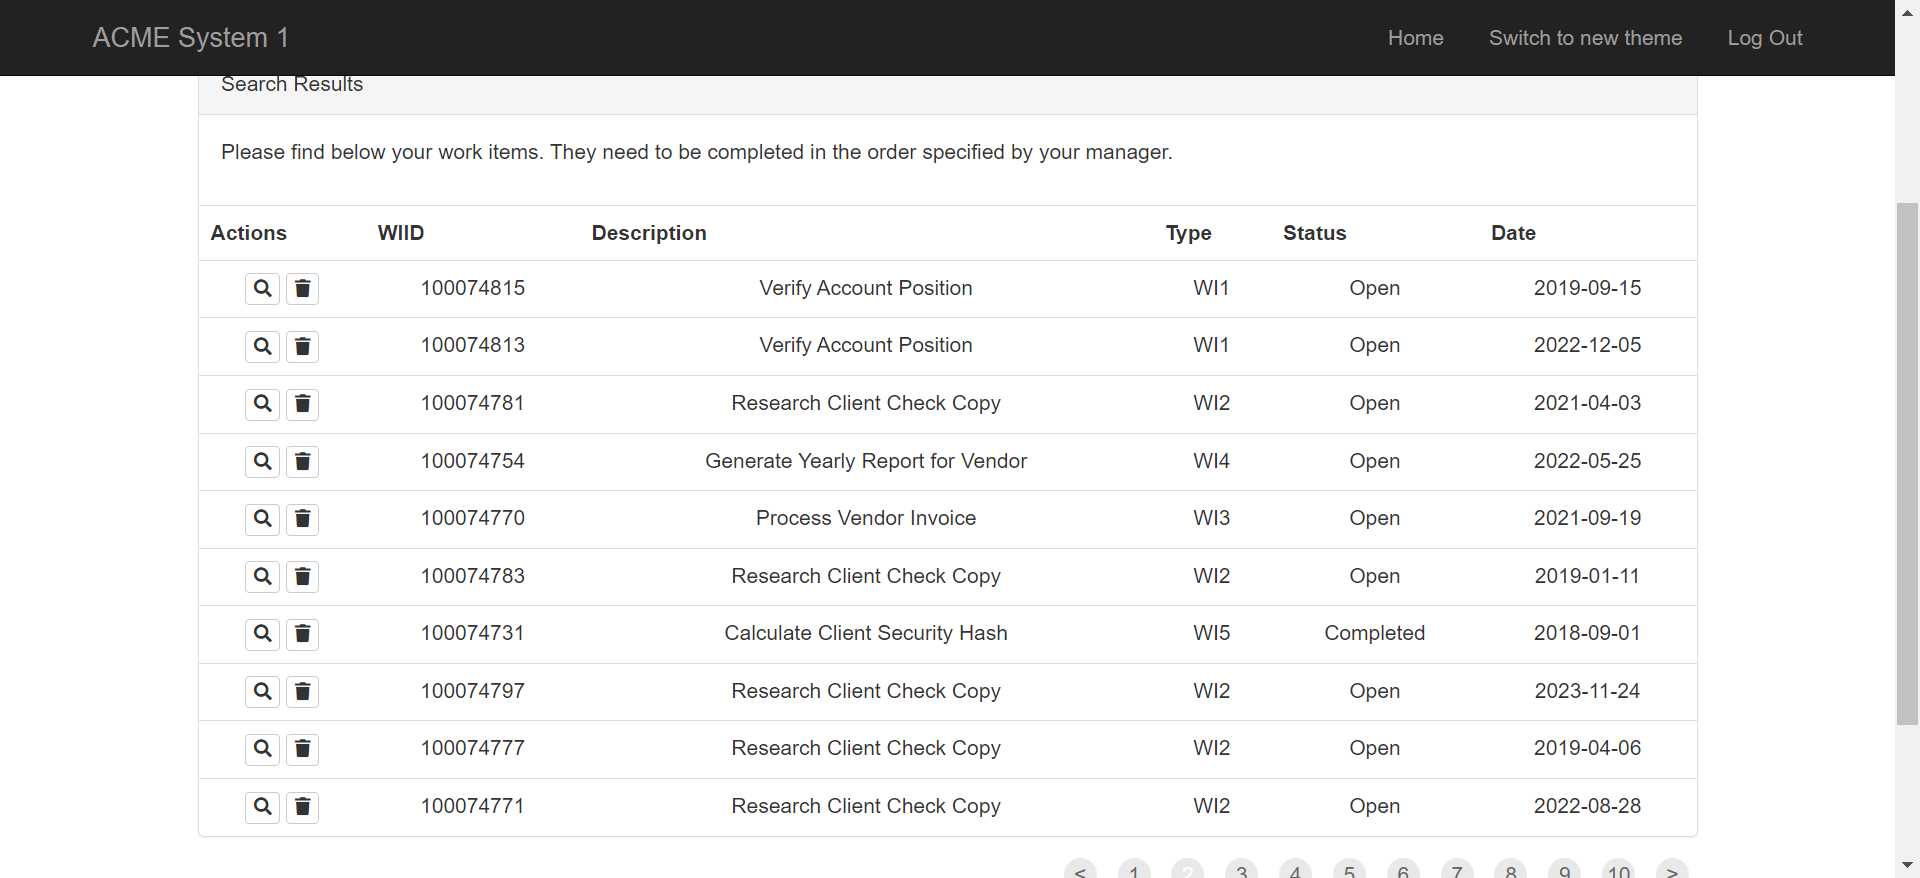 ACME System 1 Home Switch to new theme Log Out
Search Results
Please find below your work items. They need to be completed in the order specified by your manager.
Actions WIID Description Type Status Date
100074815 Verify Account Position WI1 Open 2019-09-15
100074813 Verify Account Position WI1 Open 2022-12-05
100074781 Research Client Check Copy WI2 Open 2021-04-03
100074754 Generate Yearly Report for Vendor WI4 Open 2022-05-25
100074770 Process Vendor Invoice WI3 Open 2021-09-19
100074783 Research Client Check Copy WI2 Open 2019-01-11
100074731 Calculate Client Security Hash WI5 Completed 2018-09-01
100074797 Research Client Check Copy WI2 Open 2023-11-24
100074777 Research Client Check Copy WI2 Open 2019-04-06
100074771 Research Client Check Copy WI2 Open 2022-08-28
< 1 2 3 4 5 6 7 8 9 10 >